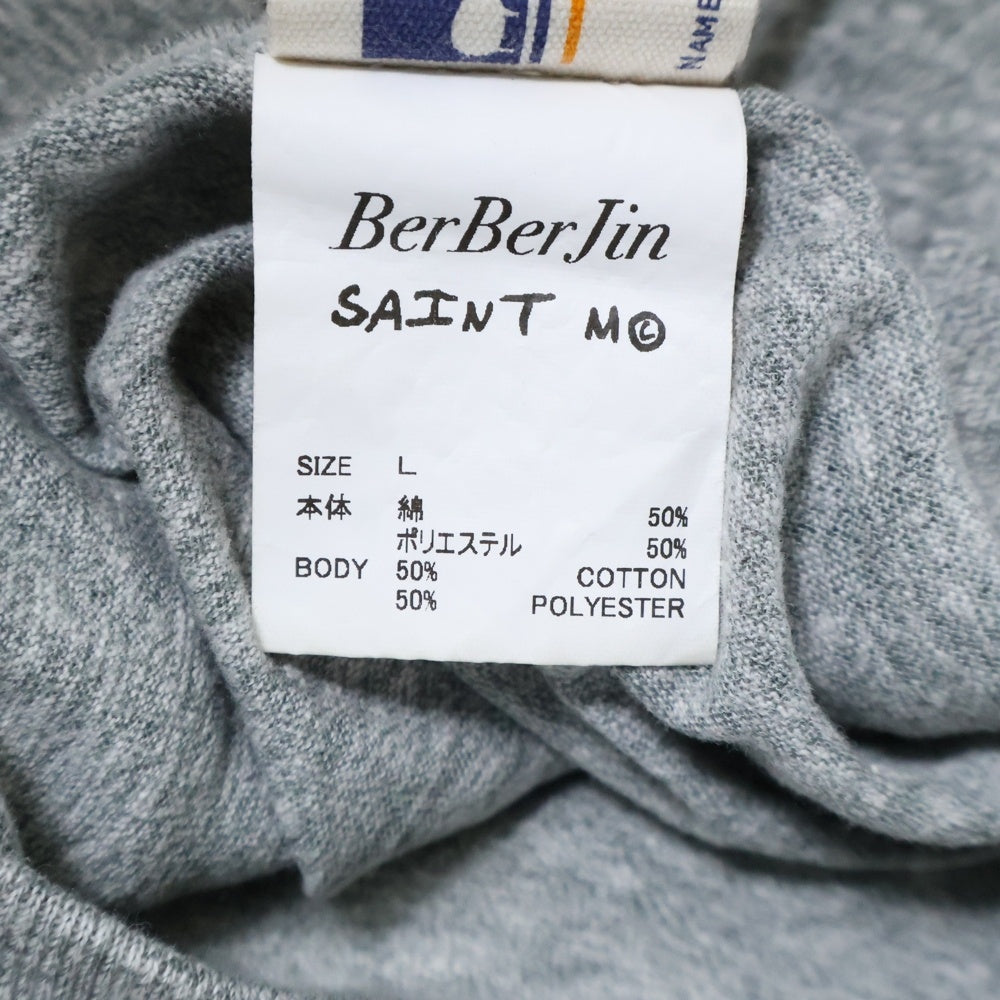 NAME
BerBerJin
SAINT M©
SIZE L
本体 綿 50%
ポリエステル 50%
BODY 50% COTTON
50% POLYESTER